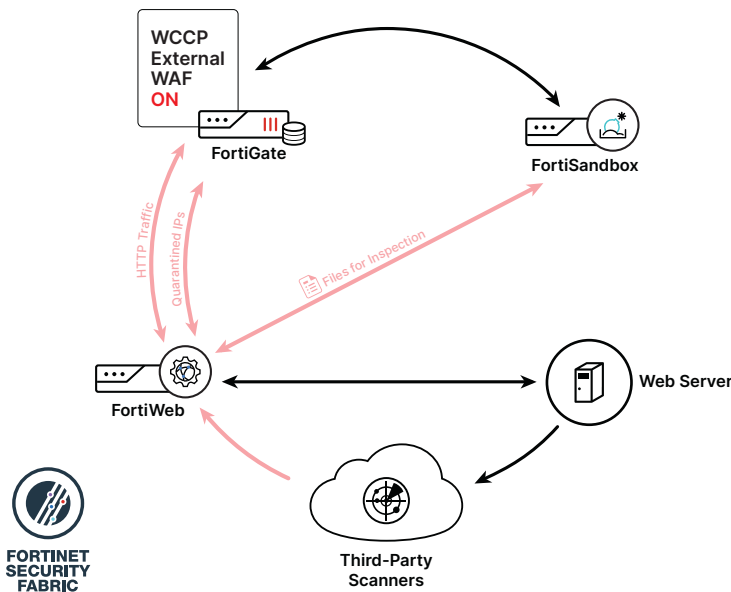 WCCP
External
WAF
ON
FortiGate
FortiSandbox
HTTP Traffic
Quarantined IPs
Files for Inspection
FortiWeb
Web Server
Third-Party
Scanners
FORTINET
SECURITY
FABRIC